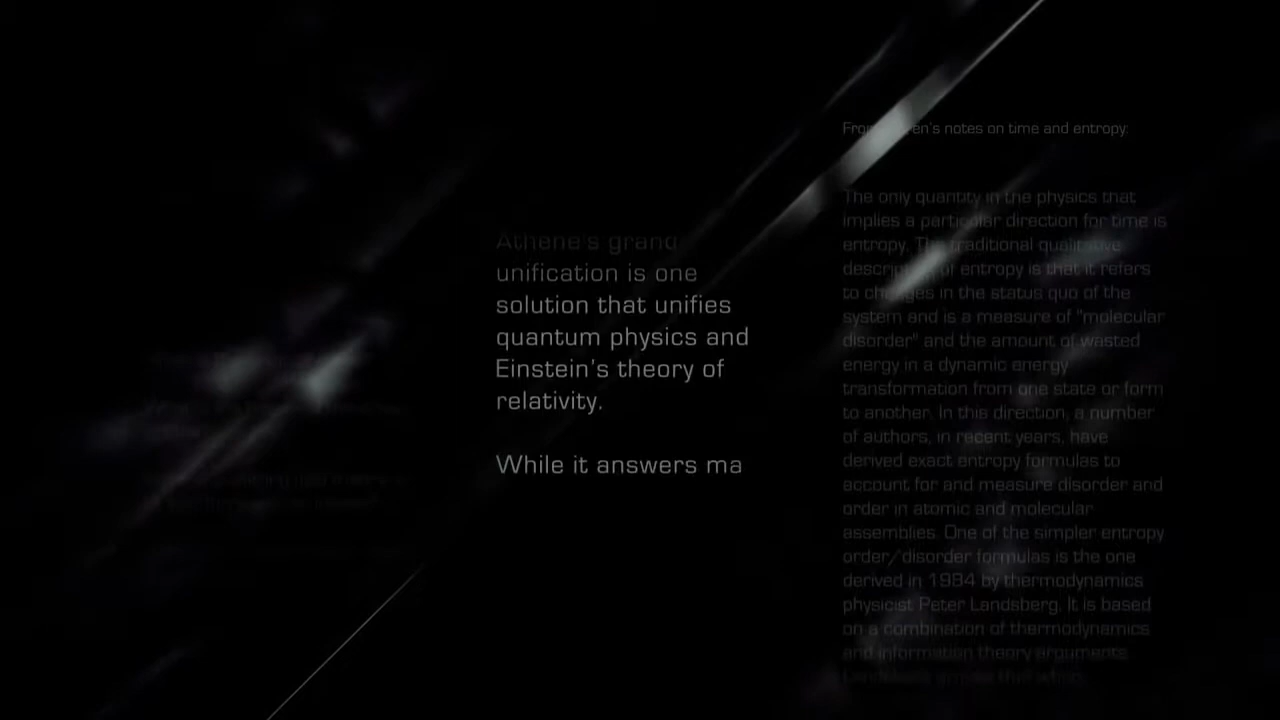 Athene's grand
unification is one
solution that unifies
quantum physics and
Einstein's theory of
relativity.
While it answers ma
notes on time and entropy:
The only quantity in the physics that
implies a particular direction for time is
entropy. The traditional qualitative
description of entropy is that it refers
to changes in the status quo of the
system and is a measure of "molecular
disorder" and the amount of wasted
energy in a dynamic energy
transformation from one state or form
to another. In this direction, a number
of authors, in recent years, have
derived exact entropy formulas to
account for and measure disorder and
order in atomic and molecular
assemblies. One of the simpler entropy
order/disorder formulas is the one
derived in 1984 by thermodynamics
physicist Peter Landsberg. It is based
on a combination of thermodynamics
and information theory arguments.